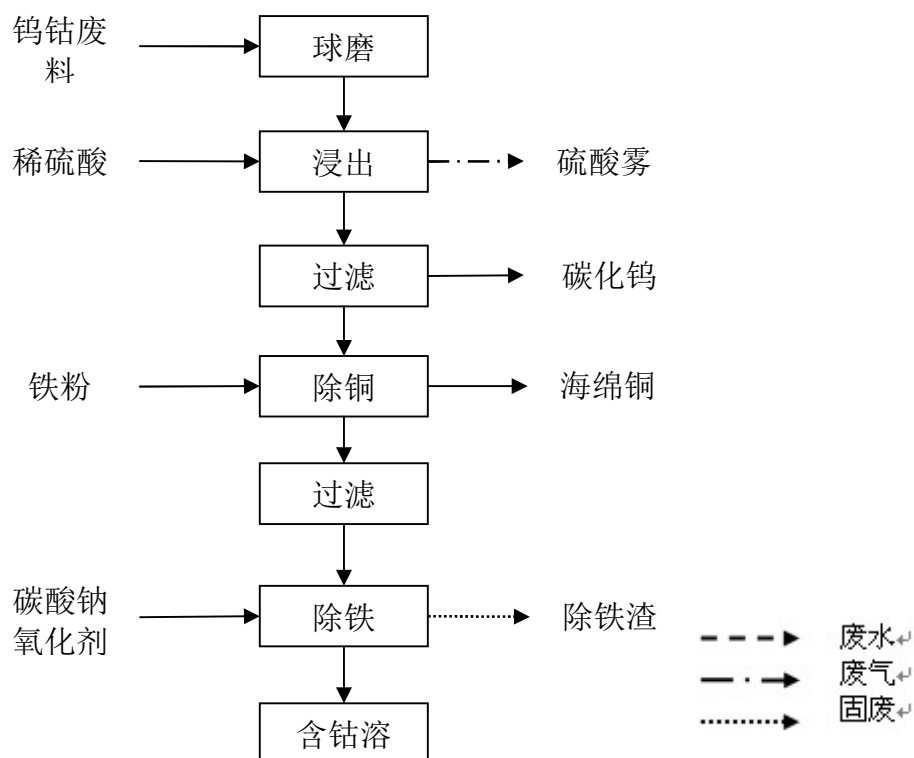 钨钴废
料
球磨
稀硫酸
浸出
硫酸雾
过滤
碳化钨
铁粉
除铜
海绵铜
过滤
碳酸钠
氧化剂
除铁
除铁渣
废水↵
废气↵
固废↵
含钴溶